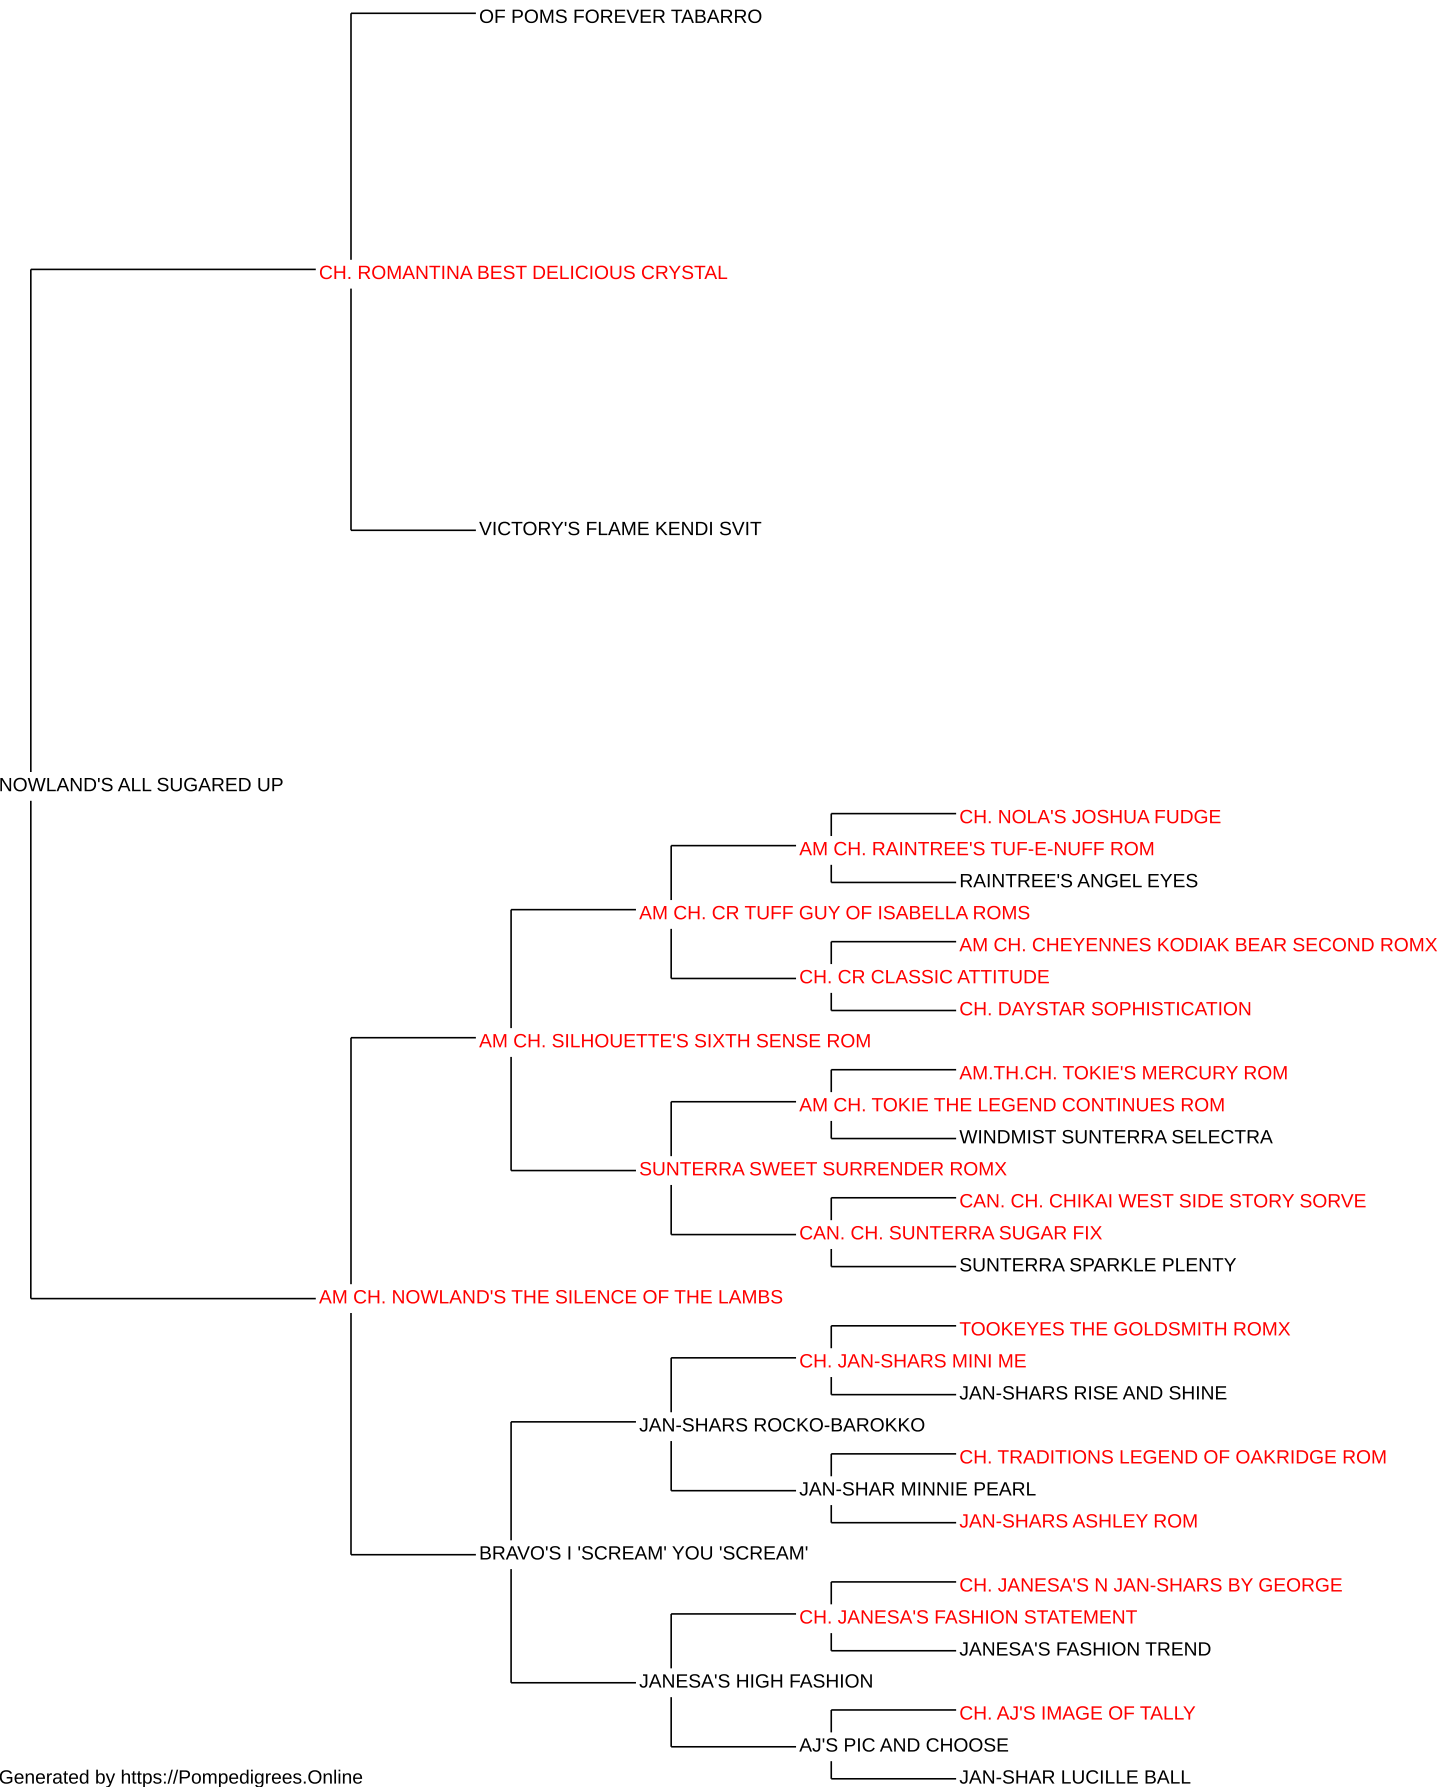 OF POMS FOREVER TABARRO
CH. ROMANTINA BEST DELICIOUS CRYSTAL
VICTORY'S FLAME KENDI SVIT
NOWLAND'S ALL SUGARED UP
CH. NOLA'S JOSHUA FUDGE
AM CH. RAINTREE'S TUF-E-NUFF ROM
RAINTREE'S ANGEL EYES
AM CH. CR TUFF GUY OF ISABELLA ROMS
AM CH. CHEYENNES KODIAK BEAR SECOND ROMX
CH. CR CLASSIC ATTITUDE
CH. DAYSTAR SOPHISTICATION
AM CH. SILHOUETTE'S SIXTH SENSE ROM
AM.TH.CH. TOKIE'S MERCURY ROM
AM CH. TOKIE THE LEGEND CONTINUES ROM
WINDMIST SUNTERRA SELECTRA
SUNTERRA SWEET SURRENDER ROMX
CAN. CH. CHIKAI WEST SIDE STORY SORVE
CAN. CH. SUNTERRA SUGAR FIX
SUNTERRA SPARKLE PLENTY
AM CH. NOWLAND'S THE SILENCE OF THE LAMBS
TOOKEYES THE GOLDSMITH ROMX
CH. JAN-SHARS MINI ME
JAN-SHARS RISE AND SHINE
JAN-SHARS ROCKO-BAROKKO
CH. TRADITIONS LEGEND OF OAKRIDGE ROM
JAN-SHAR MINNIE PEARL
JAN-SHARS ASHLEY ROM
BRAVO'S I 'SCREAM' YOU 'SCREAM'
CH. JANESA'S N JAN-SHARS BY GEORGE
CH. JANESA'S FASHION STATEMENT
JANESA'S FASHION TREND
JANESA'S HIGH FASHION
CH. AJ'S IMAGE OF TALLY
AJ'S PIC AND CHOOSE
JAN-SHAR LUCILLE BALL
Generated by https://Pompedigrees.Online